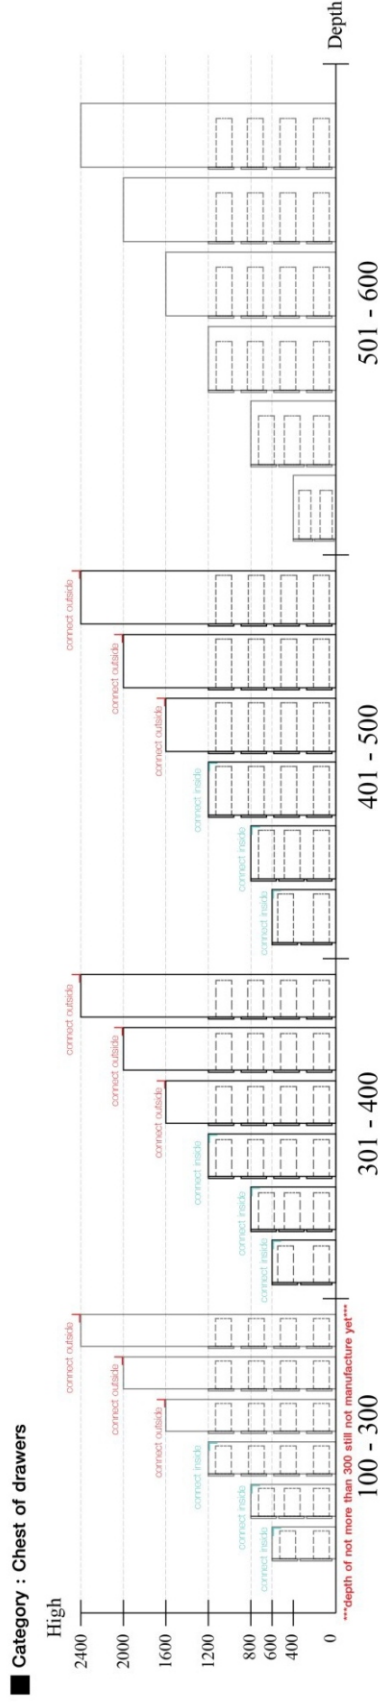 ■ Category : Chest of drawers
High
2400
2000
1600
1200
800
600
400
0
connect inside
connect inside
connect inside
connect outside
connect outside
connect outside
connect inside
connect inside
connect inside
connect outside
connect outside
connect outside
connect inside
connect inside
connect inside
connect outside
connect outside
connect outside
Depth
***depth of not more than 300 still not manufacture yet***
100 - 300
301 - 400
401 - 500
501 - 600